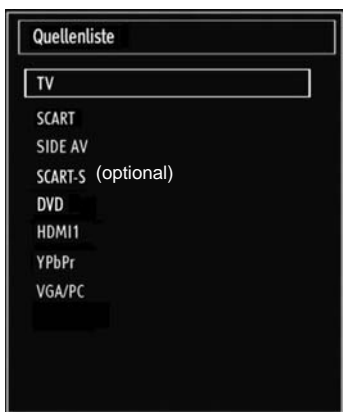 Quellenliste
TV
SCART
SIDE AV
SCART-S (optional)
DVD
HDMI1
YPbPr
VGA/PC